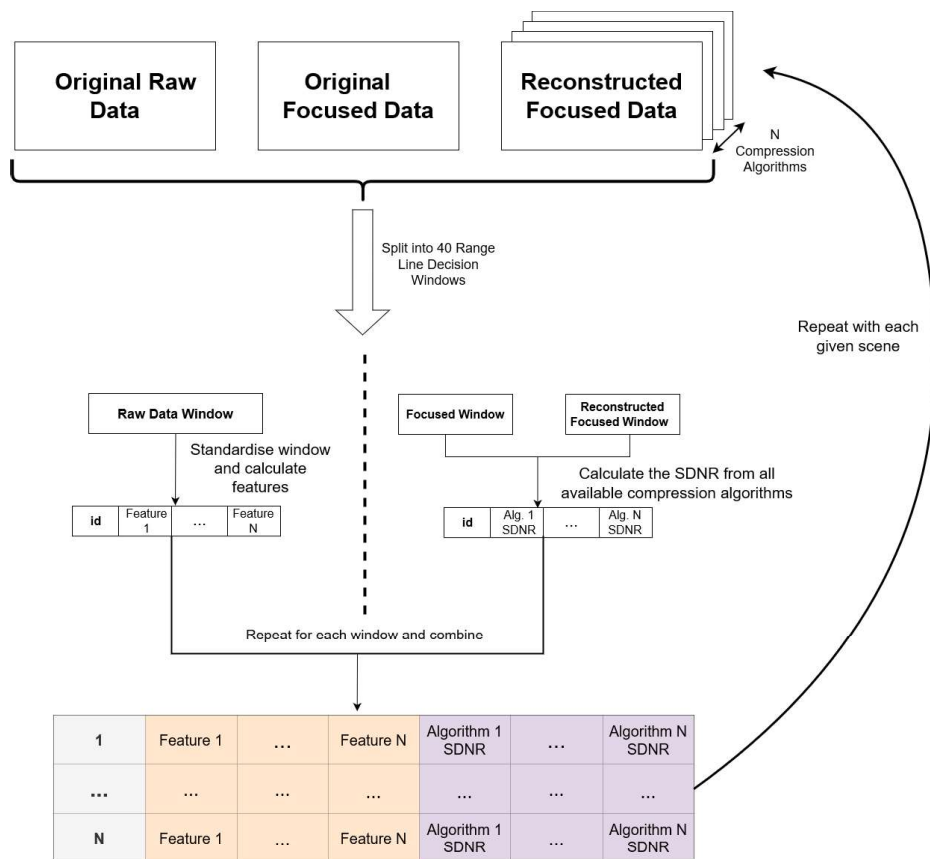 Original Raw
Data
Original
Focused Data
Reconstructed
Focused Data
N
Compression
Algorithms
Split into 40 Range
Line Decision
Windows
Repeat with each
given scene
Raw Data Window
Focused Window
Reconstructed
Focused Window
Standardise window
and calculate
features
Calculate the SDNR from all
available compression algorithms
id
Feature
1
...
Feature
N
id
Alg. 1
SDNR
...
Alg. N
SDNR
Repeat for each window and combine
1
Feature 1
...
Feature N
Algorithm 1
SDNR
...
Algorithm N
SDNR
...
...
...
...
...
...
...
N
Feature 1
...
Feature N
Algorithm 1
SDNR
...
Algorithm N
SDNR